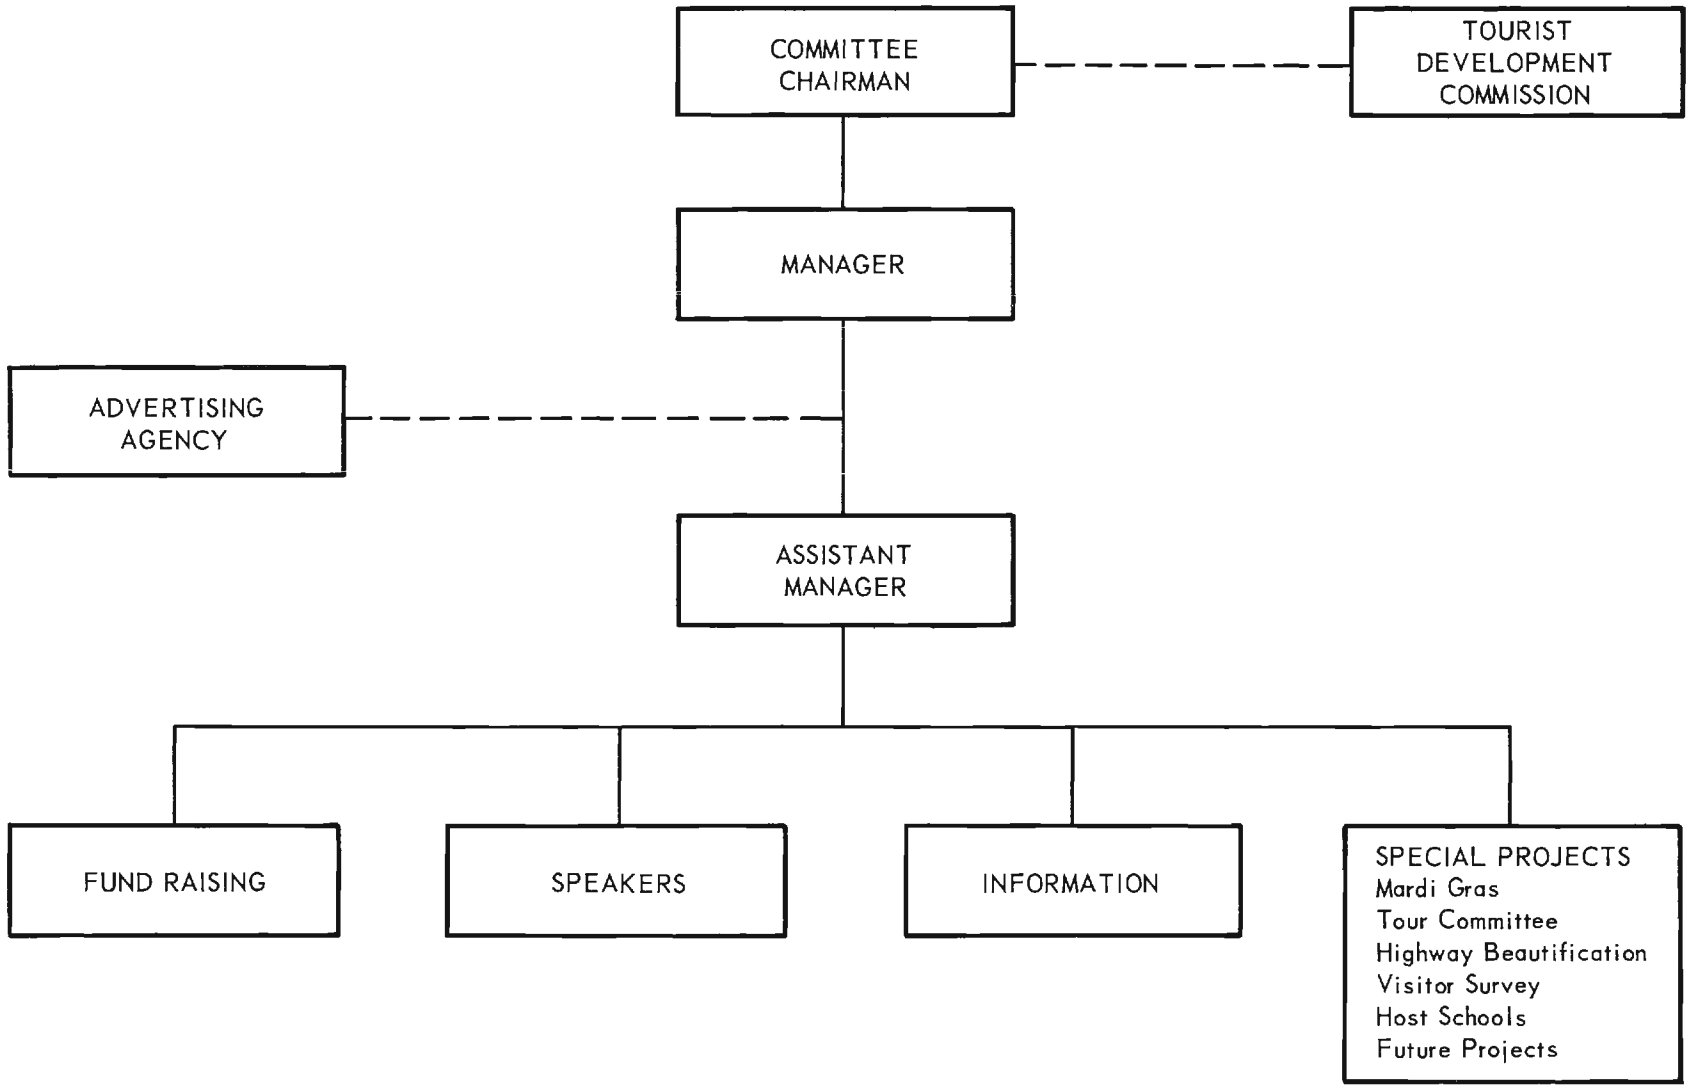 COMMITTEE
CHAIRMAN
TOURIST
DEVELOPMENT
COMMISSION
MANAGER
ADVERTISING
AGENCY
ASSISTANT
MANAGER
FUND RAISING
SPEAKERS
INFORMATION
SPECIAL PROJECTS
Mardi Gras
Tour Committee
Highway Beautification
Visitor Survey
Host Schools
Future Projects